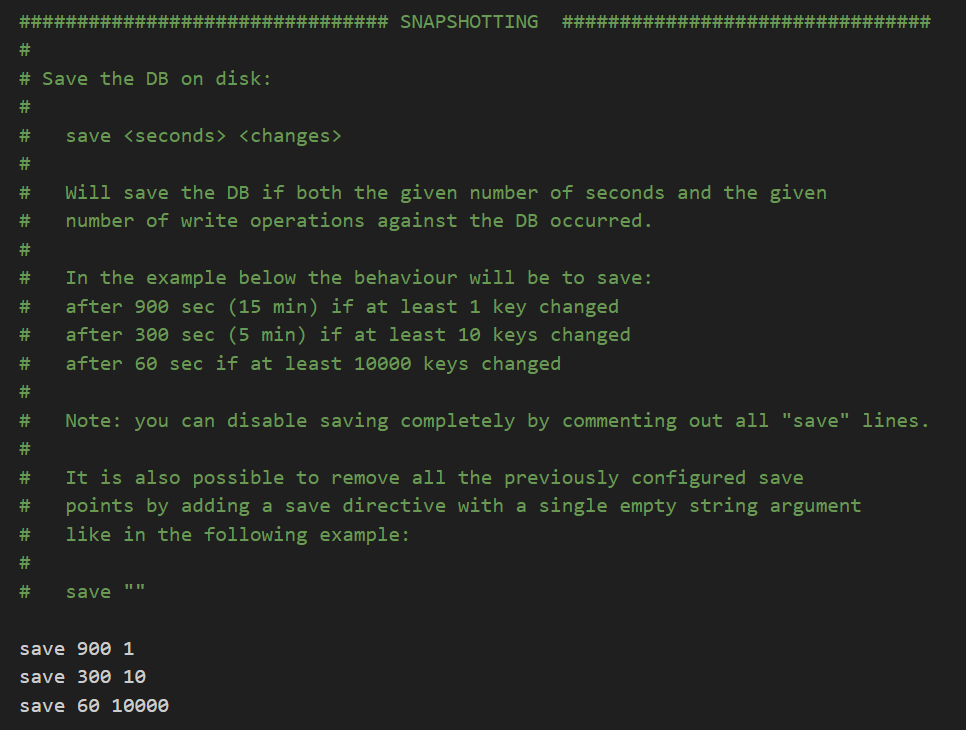 ################################ SNAPSHOTTING  ################################
#
# Save the DB on disk:
#
#   save <seconds> <changes>
#
#   Will save the DB if both the given number of seconds and the given
#   number of write operations against the DB occurred.
#
#   In the example below the behaviour will be to save:
#   after 900 sec (15 min) if at least 1 key changed
#   after 300 sec (5 min) if at least 10 keys changed
#   after 60 sec if at least 10000 keys changed
#
#   Note: you can disable saving completely by commenting out all "save" lines.
#
#   It is also possible to remove all the previously configured save
#   points by adding a save directive with a single empty string argument
#   like in the following example:
#
#   save ""

save 900 1
save 300 10
save 60 10000